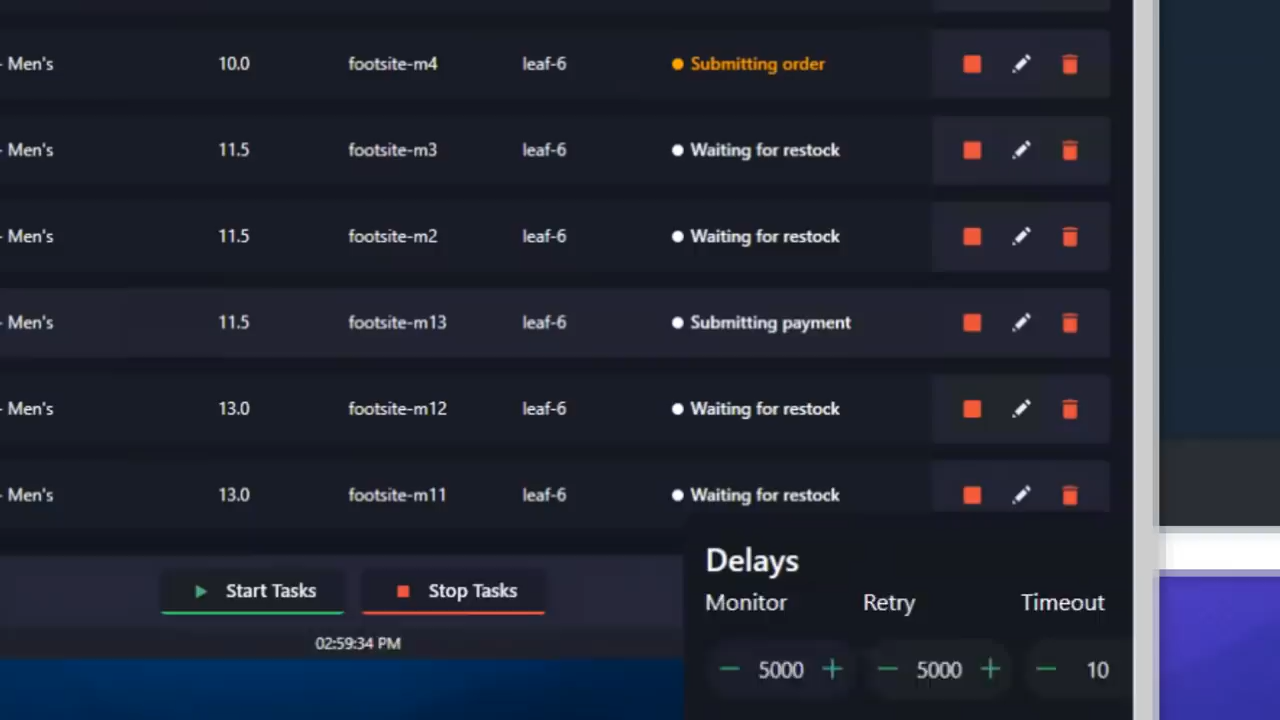 - Men's 10.0 footsite-m4 leaf-6 Submitting order
- Men's 11.5 footsite-m3 leaf-6 Waiting for restock
- Men's 11.5 footsite-m2 leaf-6 Waiting for restock
- Men's 11.5 footsite-m13 leaf-6 Submitting payment
- Men's 13.0 footsite-m12 leaf-6 Waiting for restock
- Men's 13.0 footsite-m11 leaf-6 Waiting for restock
Start Tasks Stop Tasks
02:59:34 PM
Delays
Monitor Retry Timeout
5000 5000 10